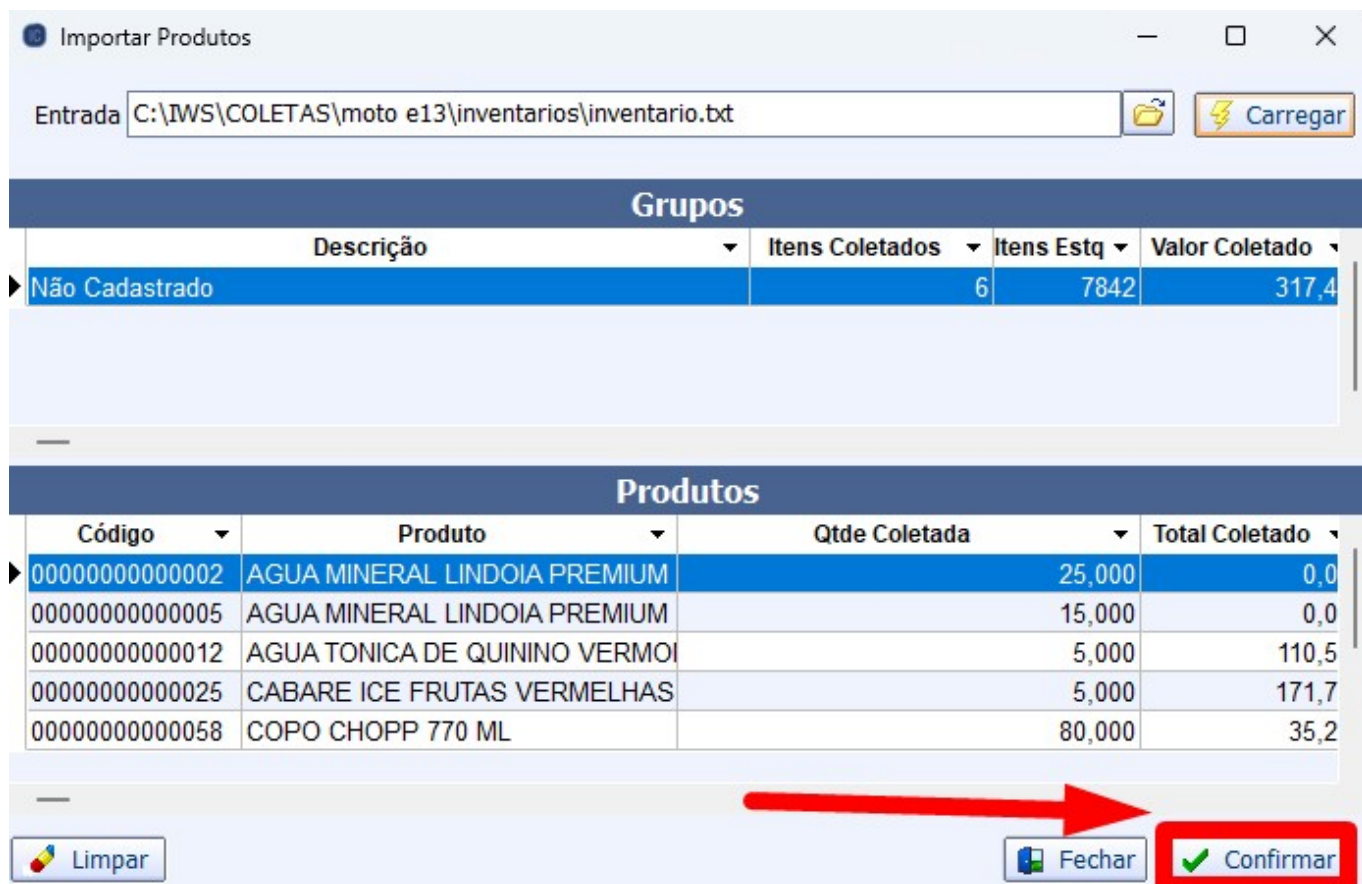 Importar Produtos
Entrada C:\IWS\COLETAS\moto e13\inventarios\inventario.txt Carregar
Grupos
Descrição Itens Coletados Itens Estq Valor Coletado
Não Cadastrado 6 7842 317,4
Produtos
Código Produto Qtde Coletada Total Coletado
00000000000002 AGUA MINERAL LINDOIA PREMIUM 25,000 0,0
00000000000005 AGUA MINERAL LINDOIA PREMIUM 15,000 0,0
00000000000012 AGUA TONICA DE QUININO VERMO 5,000 110,5
00000000000025 CABARE ICE FRUTAS VERMELHAS 5,000 171,7
00000000000058 COPO CHOPP 770 ML 80,000 35,2
Limpar Fechar Confirmar